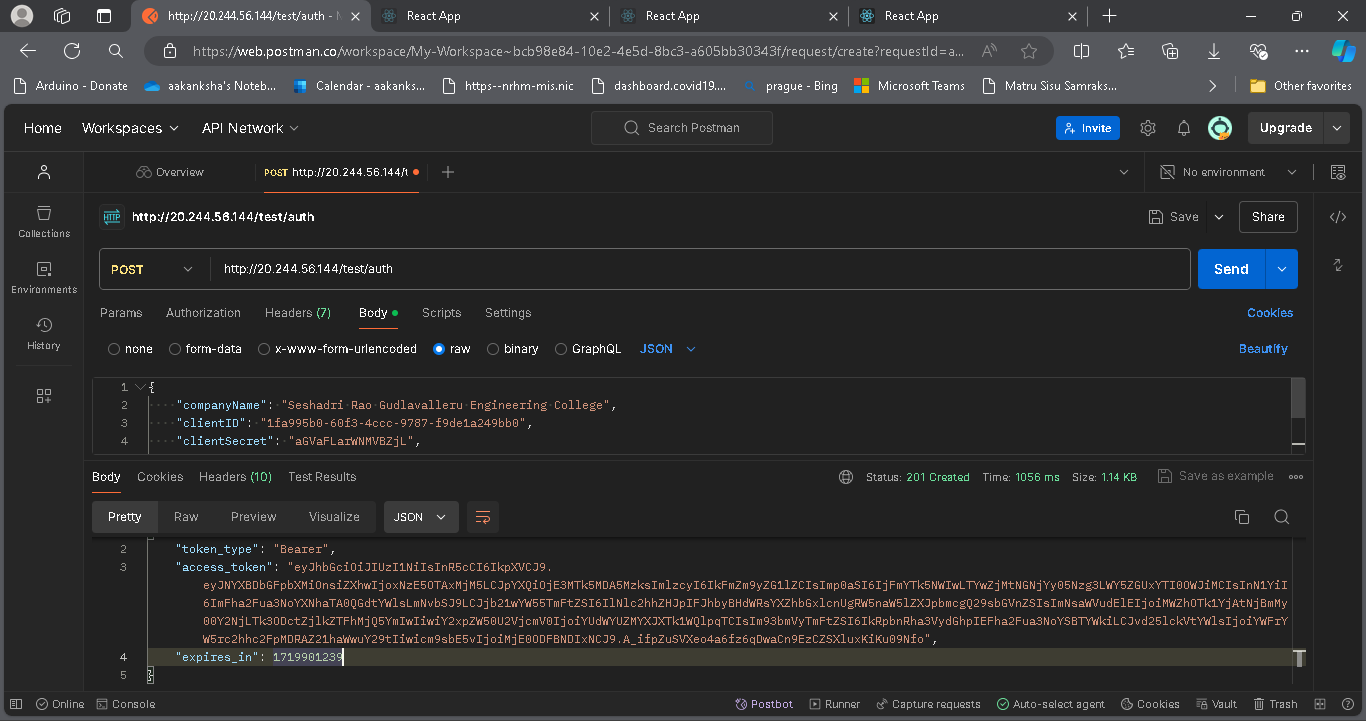 http://20.244.56.144/test/auth - M
React App
React App
React App
https://web.postman.co/workspace/My-Workspace~bcb98e84-10e2-4e5d-8bc3-a605bb30343f/request/create?requestId=a...
Arduino - Donate
aakanksha's Noteb...
Calendar - aakanks...
https--nrhm-mis.nic
dashboard.covid19....
prague - Bing
Microsoft Teams
Matru Sisu Samraks...
Other favorites
Home
Workspaces
API Network
Search Postman
Invite
Upgrade
Overview
POST http://20.244.56.144/t
No environment
Collections
Environments
History
HTTP http://20.244.56.144/test/auth
Save
Share
POST
http://20.244.56.144/test/auth
Send
Params
Authorization
Headers (7)
Body
Scripts
Settings
Cookies
none
form-data
x-www-form-urlencoded
raw
binary
GraphQL
JSON
Beautify
1 {
2 "companyName": "Seshadri Rao Gudlavalleru Engineering College",
3 "clientID": "1fa995b0-60f3-4ccc-9787-f9de1a249bb0",
4 "clientSecret": "aGVaFLarWNMVBZjL",
Body
Cookies
Headers (10)
Test Results
Status: 201 Created
Time: 1056 ms
Size: 1.14 KB
Save as example
Pretty
Raw
Preview
Visualize
JSON
2 "token_type": "Bearer",
3 "access_token":
4 "expires_in": 1719901239
5 }
Online
Console
Postbot
Runner
Capture requests
Auto-select agent
Cookies
Vault
Trash